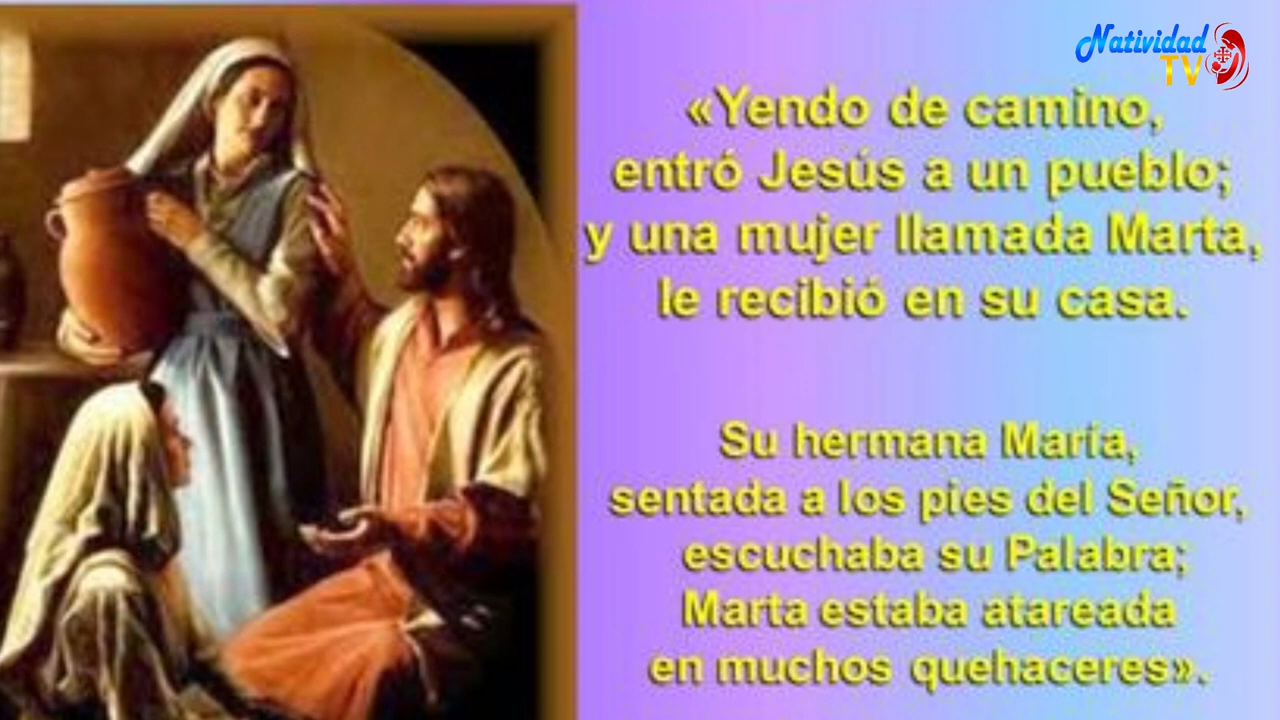 Natividad
TV
«Yendo de camino,
entró Jesús a un pueblo;
y una mujer llamada Marta,
le recibió en su casa.
Su hermana María,
sentada a los pies del Señor,
escuchaba su Palabra;
Marta estaba atareada
en muchos quehaceres».